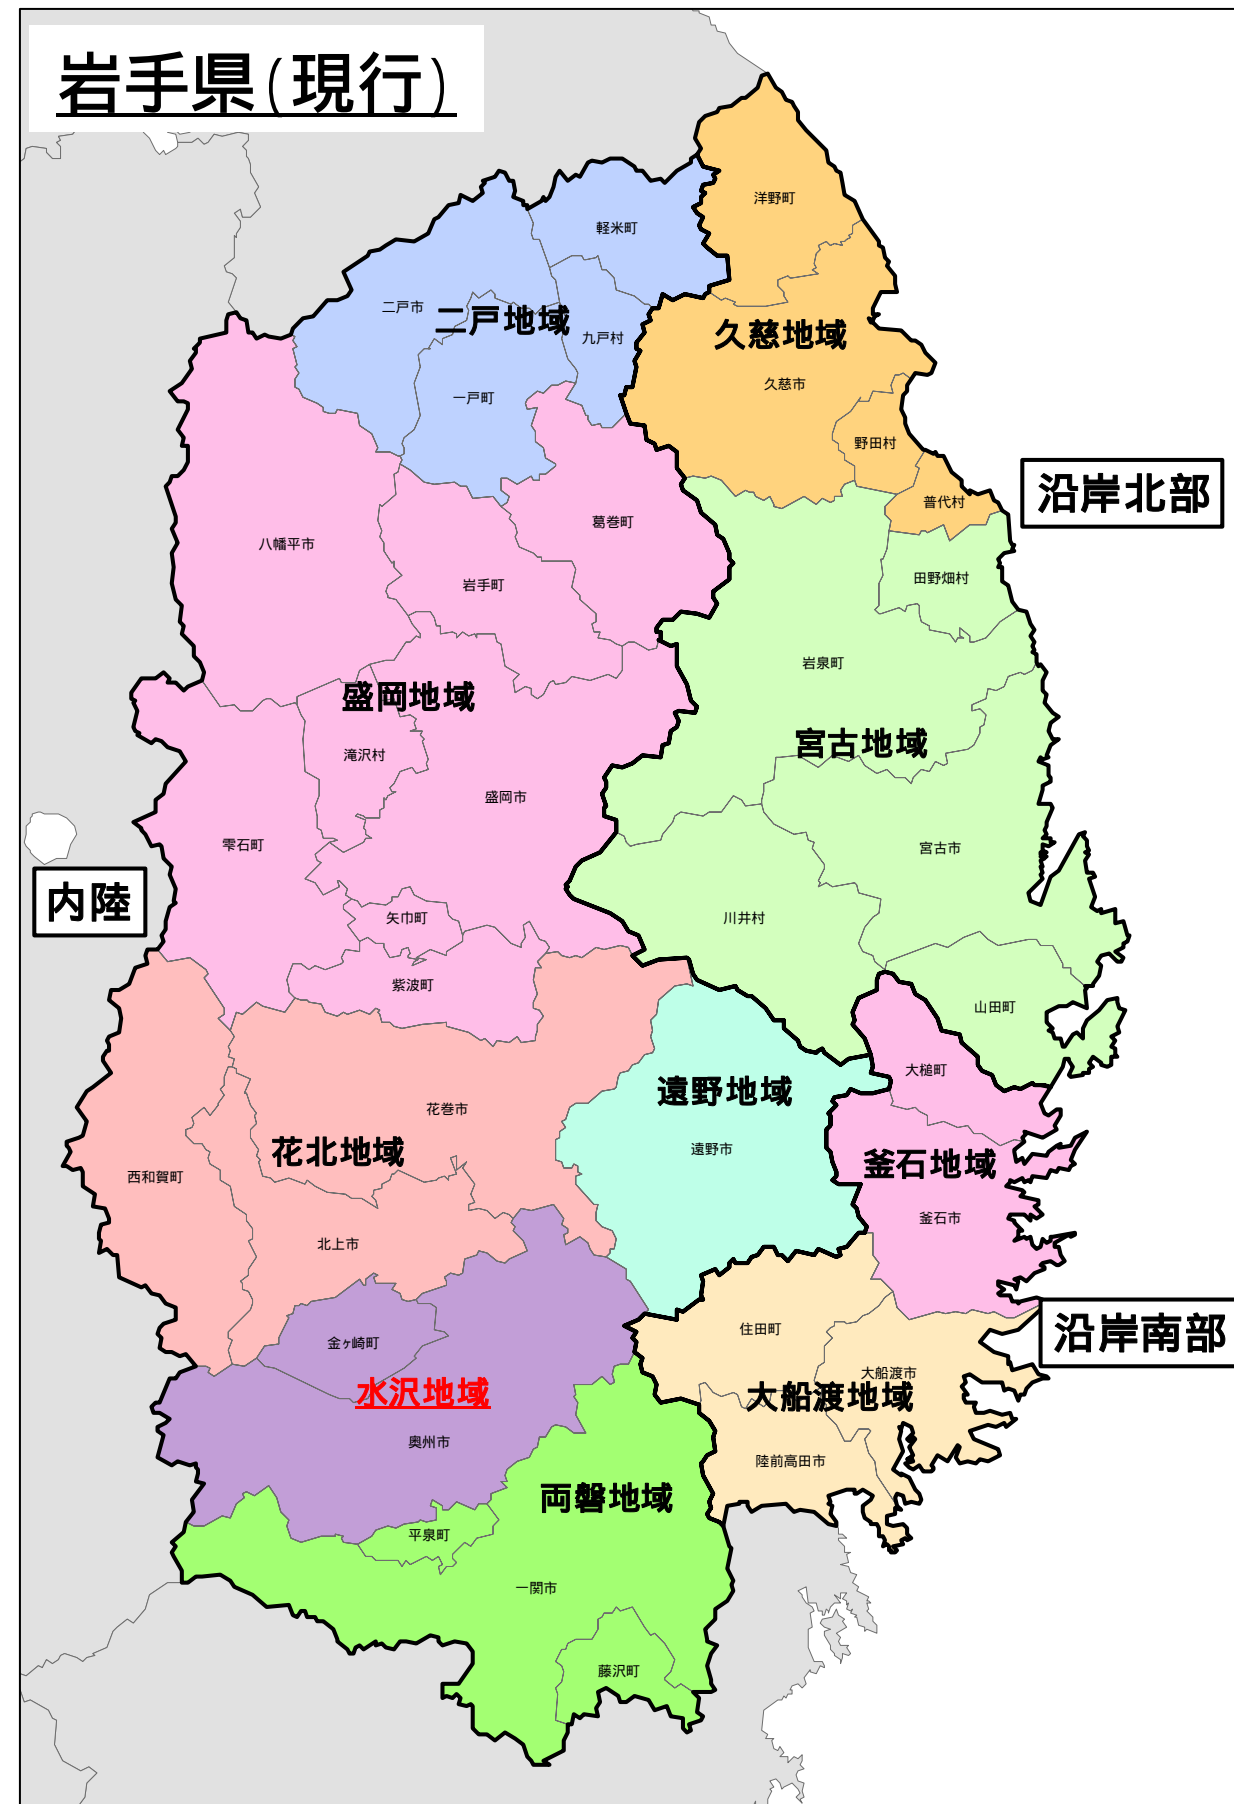 岩手県(現行)
洋野町
軽米町
二戸市
二戸地域
九戸村
久慈地域
久慈市
一戸町
野田村
普代村
沿岸北部
葛巻町
八幡平市
岩手町
田野畑村
岩泉町
盛岡地域
宮古地域
滝沢村
盛岡市
雫石町
宮古市
内陸
矢巾町
川井村
紫波町
山田町
大槌町
遠野地域
花巻市
花北地域
遠野市
釜石地域
西和賀町
釜石市
北上市
住田町
沿岸南部
金ヶ崎町
大船渡市
水沢地域
大船渡地域
奥州市
陸前高田市
両磐地域
平泉町
一関市
藤沢町